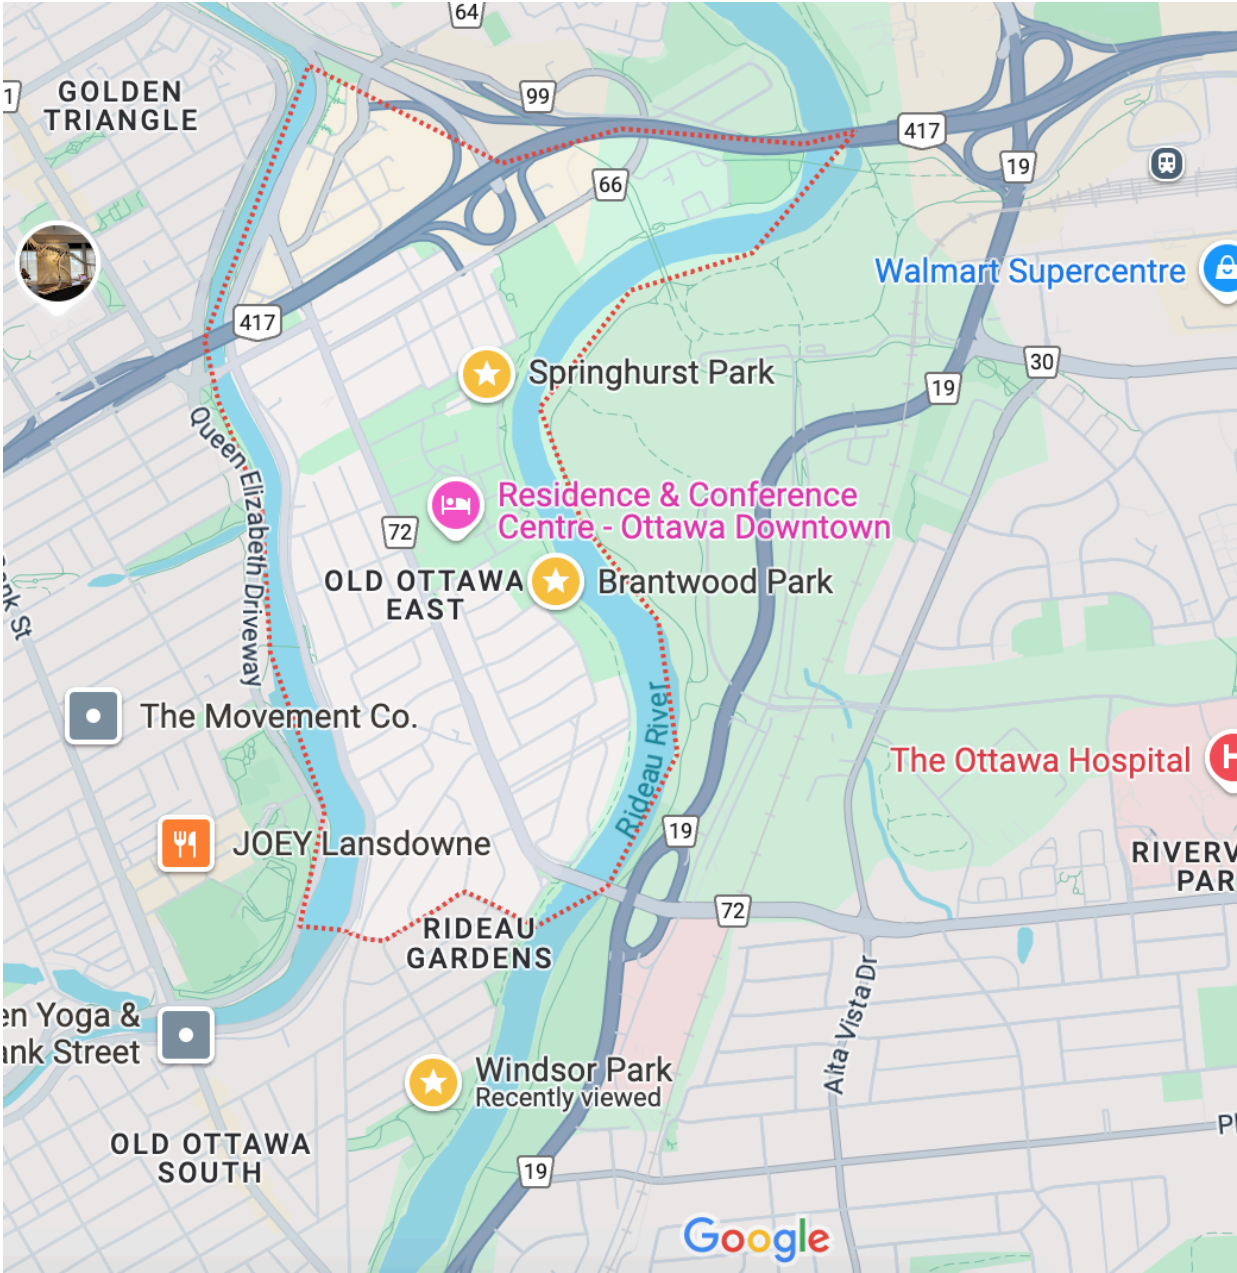 64
GOLDEN
TRIANGLE
1
99
417
66
19
Walmart Supercentre
417
Springhurst Park
30
19
Queen Elizabeth Driveway
Residence & Conference
Centre - Ottawa Downtown
72
OLD OTTAWA
EAST
Brantwood Park
The Movement Co.
Rideau River
The Ottawa Hospital
H
19
JOEY Lansdowne
RIVERV
PAR
72
RIDEAU
GARDENS
Alta Vista Dr
en Yoga &
ank Street
Windsor Park
Recently viewed
OLD OTTAWA
SOUTH
19
Pl
Google